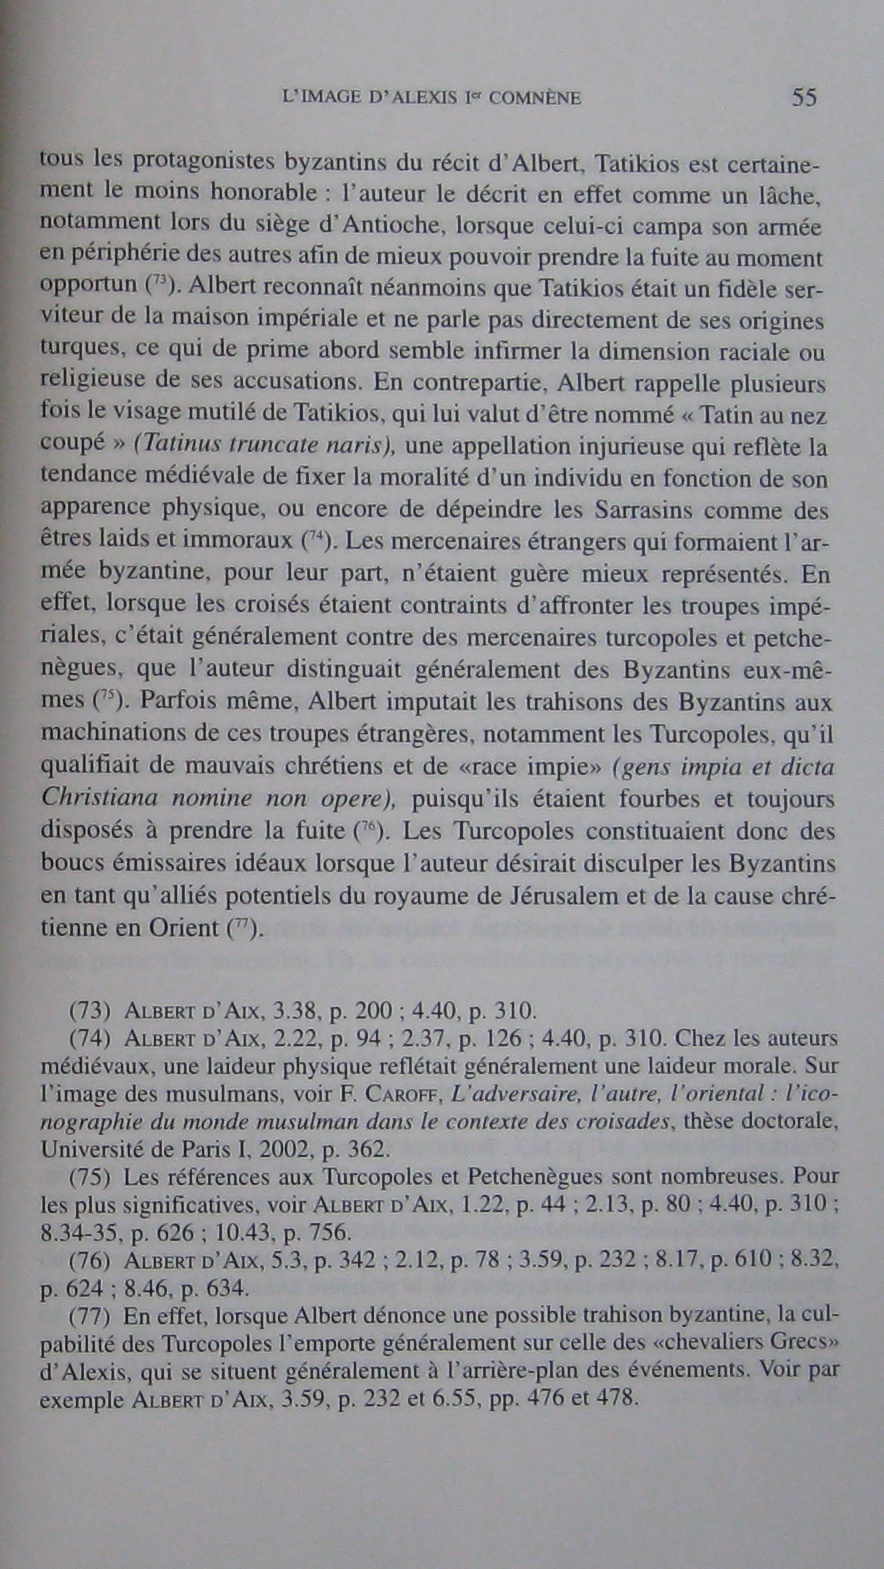 L'IMAGE D'ALEXIS Ier COMNÈNE 55
tous les protagonistes byzantins du récit d'Albert, Tatikios est certaine-
ment le moins honorable : l'auteur le décrit en effet comme un lâche,
notamment lors du siège d'Antioche, lorsque celui-ci campa son armée
en périphérie des autres afin de mieux pouvoir prendre la fuite au moment
opportun (73). Albert reconnaît néanmoins que Tatikios était un fidèle ser-
viteur de la maison impériale et ne parle pas directement de ses origines
turques, ce qui de prime abord semble infirmer la dimension raciale ou
religieuse de ses accusations. En contrepartie, Albert rappelle plusieurs
fois le visage mutilé de Tatikios, qui lui valut d'être nommé « Tatin au nez
coupé » (Tatinus truncate naris), une appellation injurieuse qui reflète la
tendance médiévale de fixer la moralité d'un individu en fonction de son
apparence physique, ou encore de dépeindre les Sarrasins comme des
êtres laids et immoraux (74). Les mercenaires étrangers qui formaient l'ar-
mée byzantine, pour leur part, n'étaient guère mieux représentés. En
effet, lorsque les croisés étaient contraints d'affronter les troupes impé-
riales, c'était généralement contre des mercenaires turcopoles et petche-
nègues, que l'auteur distinguait généralement des Byzantins eux-mê-
mes (75). Parfois même, Albert imputait les trahisons des Byzantins aux
machinations de ces troupes étrangères, notamment les Turcopoles, qu'il
qualifiait de mauvais chrétiens et de «race impie» (gens impia et dicta
Christiana nomine non opere), puisqu'ils étaient fourbes et toujours
disposés à prendre la fuite (76). Les Turcopoles constituaient donc des
boucs émissaires idéaux lorsque l'auteur désirait disculper les Byzantins
en tant qu'alliés potentiels du royaume de Jérusalem et de la cause chré-
tienne en Orient (77).
(73) ALBERT D'AIX, 3.38, p. 200 ; 4.40, p. 310.
(74) ALBERT D'AIX, 2.22, p. 94 ; 2.37, p. 126 ; 4.40, p. 310. Chez les auteurs
médiévaux, une laideur physique reflétait généralement une laideur morale. Sur
l'image des musulmans, voir F. CAROFF, L'adversaire, l'autre, l'oriental : l'ico-
nographie du monde musulman dans le contexte des croisades, thèse doctorale,
Université de Paris I, 2002, p. 362.
(75) Les références aux Turcopoles et Petchenègues sont nombreuses. Pour
les plus significatives, voir ALBERT D'AIX, 1.22, p. 44 ; 2.13, p. 80 ; 4.40, p. 310 ;
8.34-35, p. 626 ; 10.43, p. 756.
(76) ALBERT D'AIX, 5.3, p. 342 ; 2.12, p. 78 ; 3.59, p. 232 ; 8.17, p. 610 ; 8.32,
p. 624 ; 8.46, p. 634.
(77) En effet, lorsque Albert dénonce une possible trahison byzantine, la cul-
pabilité des Turcopoles l'emporte généralement sur celle des «chevaliers Grecs»
d'Alexis, qui se situent généralement à l'arrière-plan des événements. Voir par
exemple ALBERT D'AIX, 3.59, p. 232 et 6.55, pp. 476 et 478.